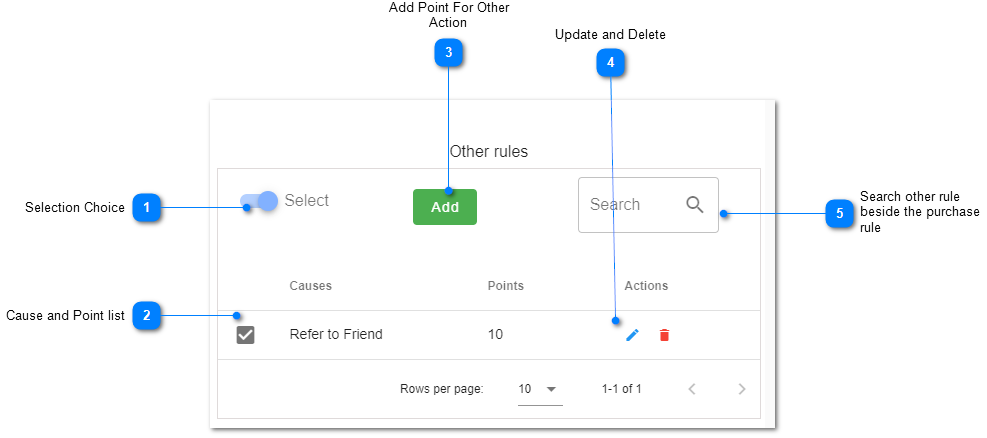 Add Point For Other
Action
3
Update and Delete
4
Other rules
Selection Choice
1
Select
Add
Search
5
Search other rule
beside the purchase
rule
Causes
Points
Actions
Cause and Point list
2
Refer to Friend
10
Rows per page:
10
1-1 of 1